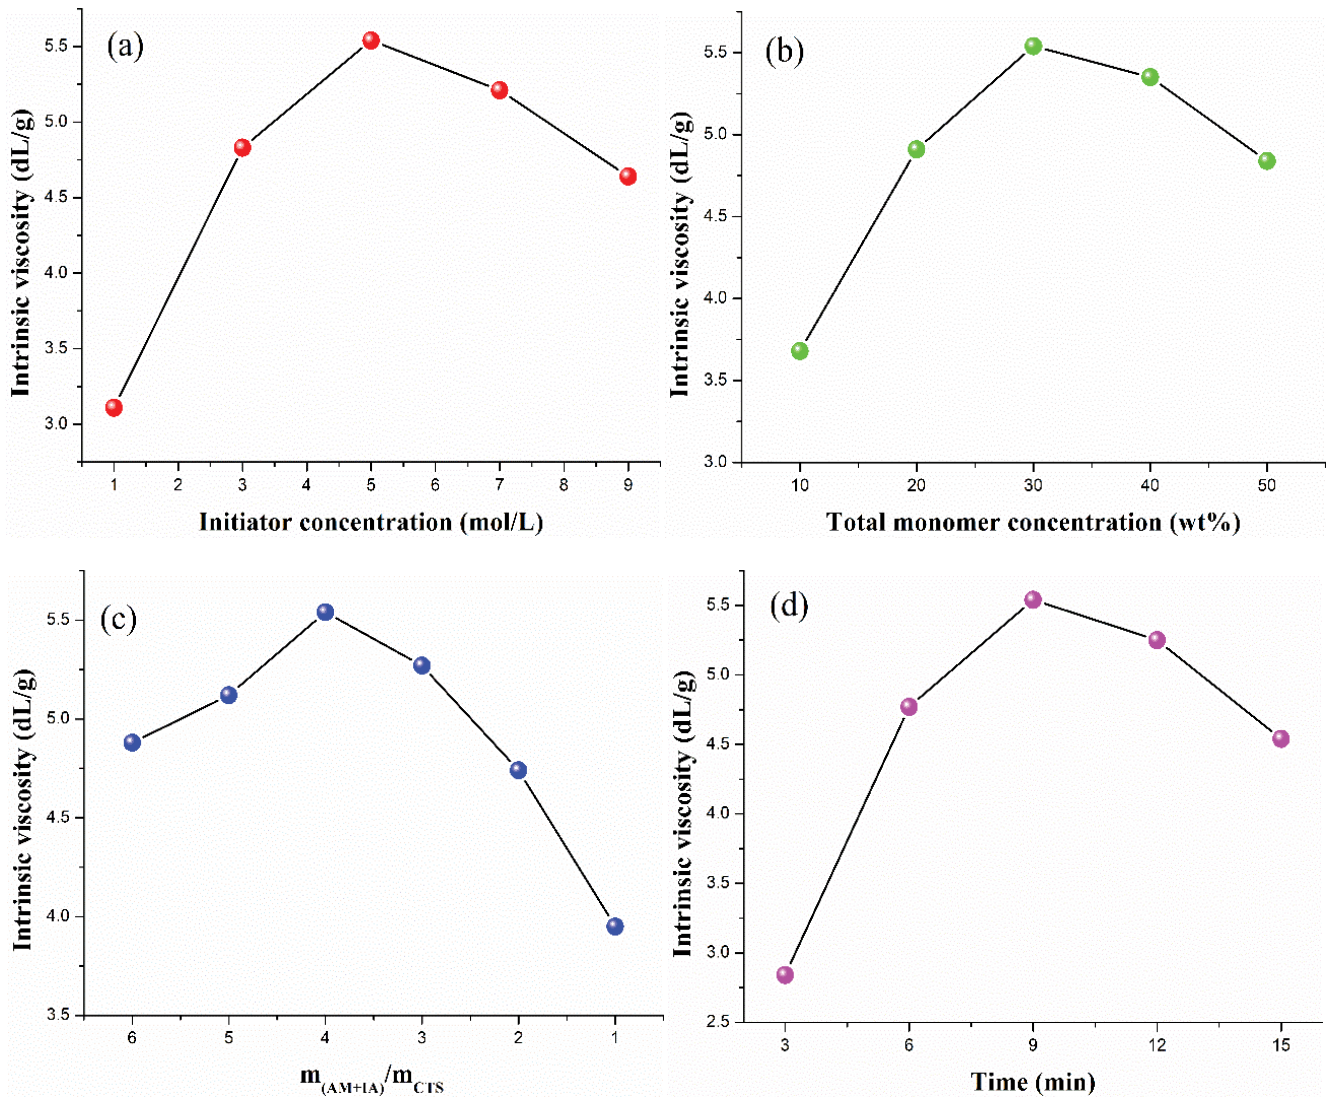 (a)
Intrinsic viscosity (dL/g)
5.5
5.0
4.5
4.0
3.5
3.0
1 2 3 4 5 6 7 8 9
Initiator concentration (mol/L)
(b)
Intrinsic viscosity (dL/g)
5.5
5.0
4.5
4.0
3.5
3.0
10 20 30 40 50
Total monomer concentration (wt%)
(c)
Intrinsic viscosity (dL/g)
5.5
5.0
4.5
4.0
3.5
6 5 4 3 2 1
m(AM+IA)/mCTS
(d)
Intrinsic viscosity (dL/g)
5.5
5.0
4.5
4.0
3.5
3.0
2.5
3 6 9 12 15
Time (min)